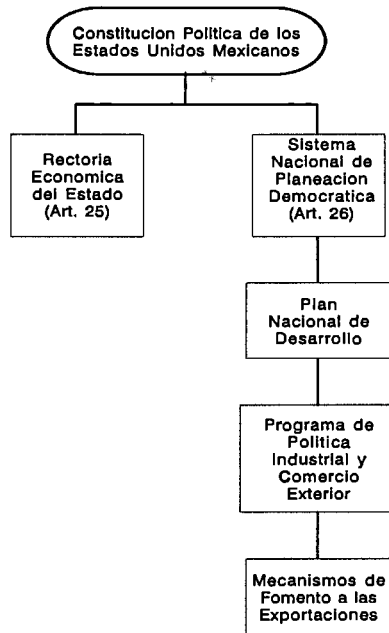 Constitucion Politica de los
Estados Unidos Mexicanos
Rectoria
Economica
del Estado
(Art. 25)
Sistema
Nacional de
Planeacion
Democratica
(Art. 26)
Plan
Nacional de
Desarrollo
Programa de
Politica
Industrial y
Comercio
Exterior
Mecanismos de
Fomento a las
Exportaciones